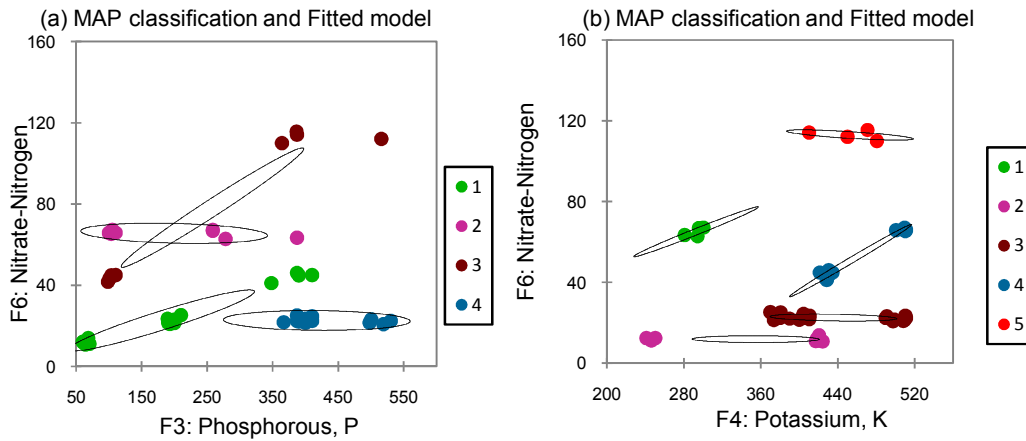 (a) MAP classification and Fitted model
160
120
80
40
0
50 150 250 350 450 550
F6: Nitrate-Nitrogen
F3: Phosphorous, P
1
2
3
4
(b) MAP classification and Fitted model
160
120
80
40
0
200 280 360 440 520
F6: Nitrate-Nitrogen
F4: Potassium, K
1
2
3
4
5